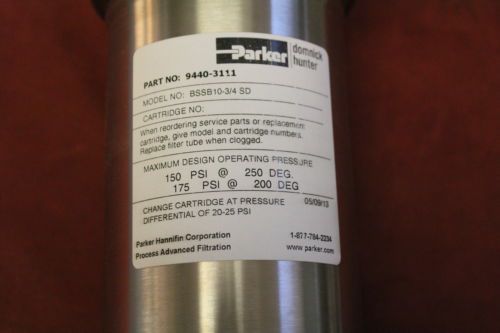 Parker
domnick
hunter
PART NO: 9440-3111
MODEL NO: BSSB10-3/4 SD
CARTRIDGE NO:
When reordering service parts or replacement
cartridge, give model and cartridge numbers.
Replace filter tube when clogged.
MAXIMUM DESIGN OPERATING PRESSURE
150 PSI @ 250 DEG.
175 PSI @ 200 DEG
CHANGE CARTRIDGE AT PRESSURE
DIFFERENTIAL OF 20-25 PSI
05/09/13
Parker Hannifin Corporation
Process Advanced Filtration
1-877-784-2234
www.parker.com